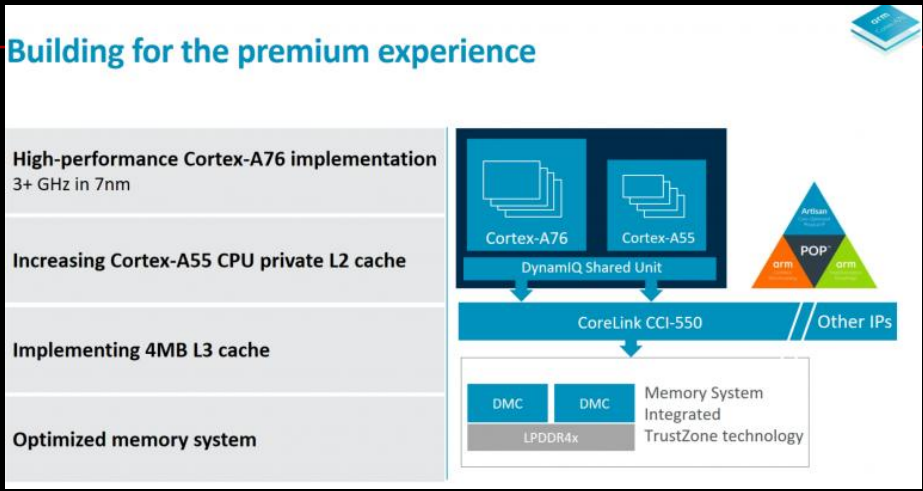 arm
Building for the premium experience
High-performance Cortex-A76 implementation
3+ GHz in 7nm
Increasing Cortex-A55 CPU private L2 cache
Implementing 4MB L3 cache
Optimized memory system
Cortex-A76
Cortex-A55
DynamIQ Shared Unit
CoreLink CCI-550
Other IPs
DMC
DMC
LPDDR4x
Memory System
Integrated
TrustZone technology
Artisan
POP™
arm
arm